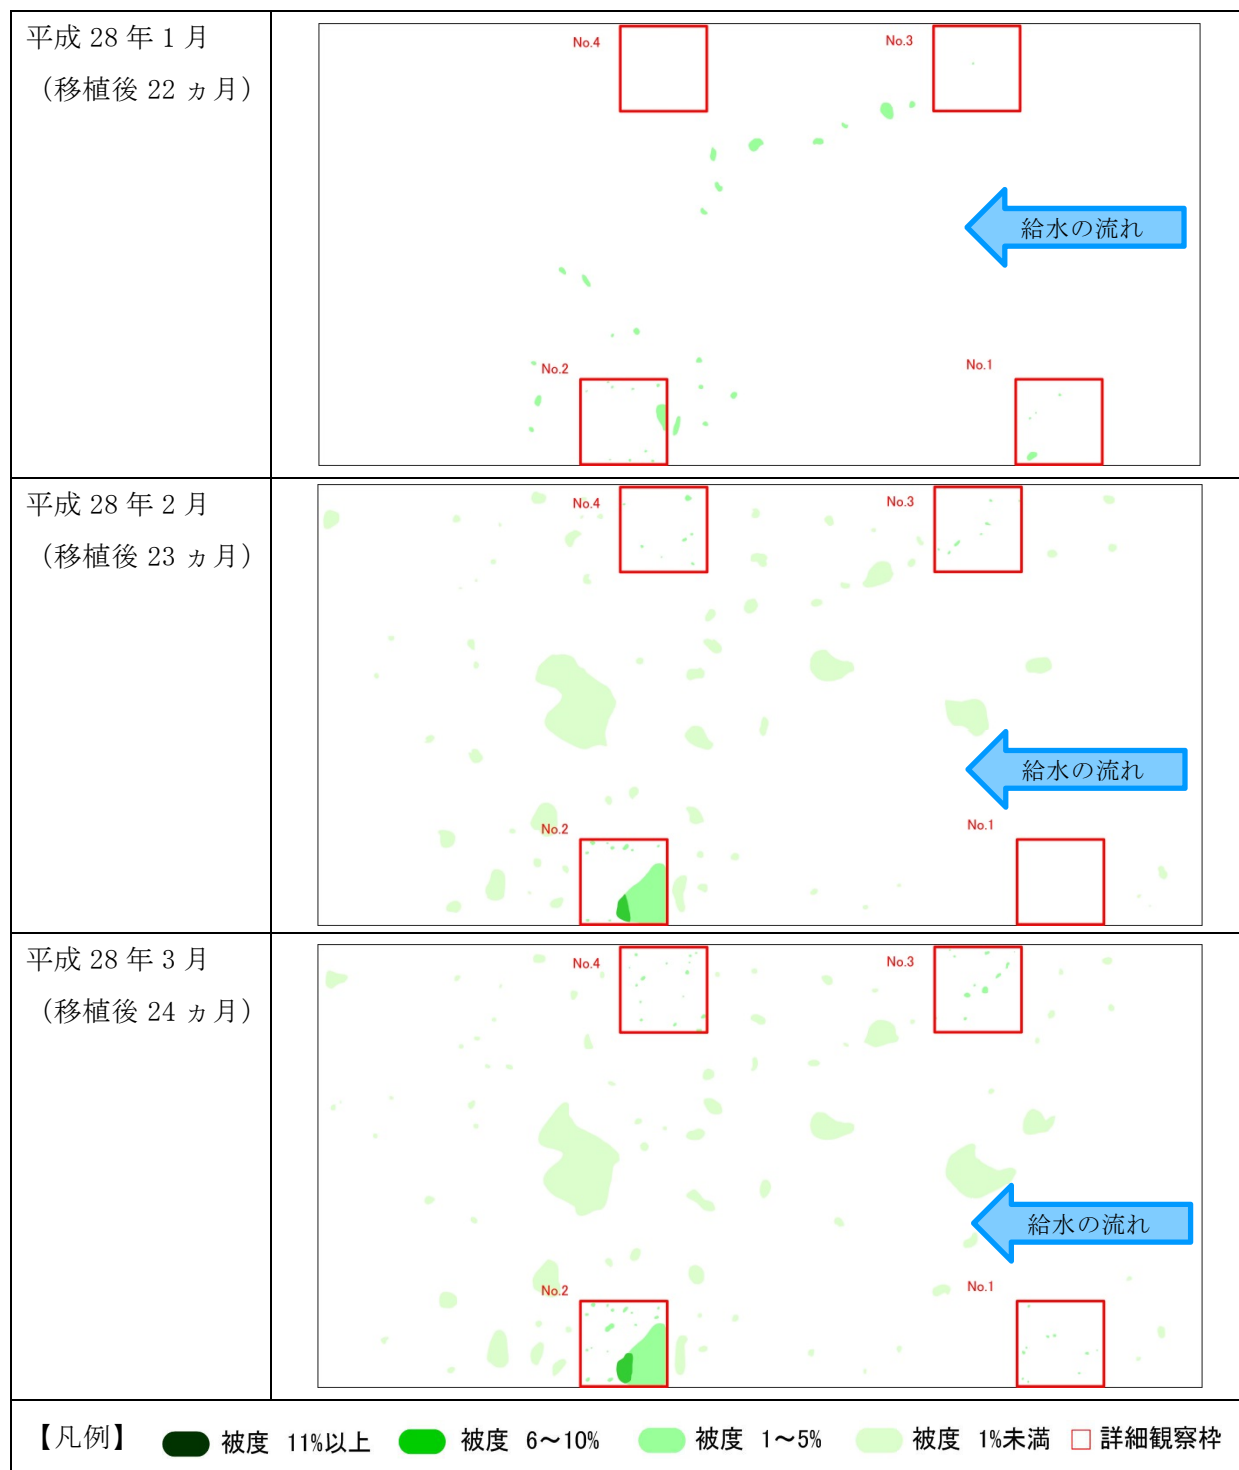 平成 28 年 1 月
（移植後 22 ヵ月）
No.4
No.3
給水の流れ
No.2
No.1
平成 28 年 2 月
（移植後 23 ヵ月）
No.4
No.3
給水の流れ
No.2
No.1
平成 28 年 3 月
（移植後 24 ヵ月）
No.4
No.3
給水の流れ
No.2
No.1
【凡例】 被度 11%以上 被度 6～10% 被度 1～5% 被度 1%未満 詳細観察枠